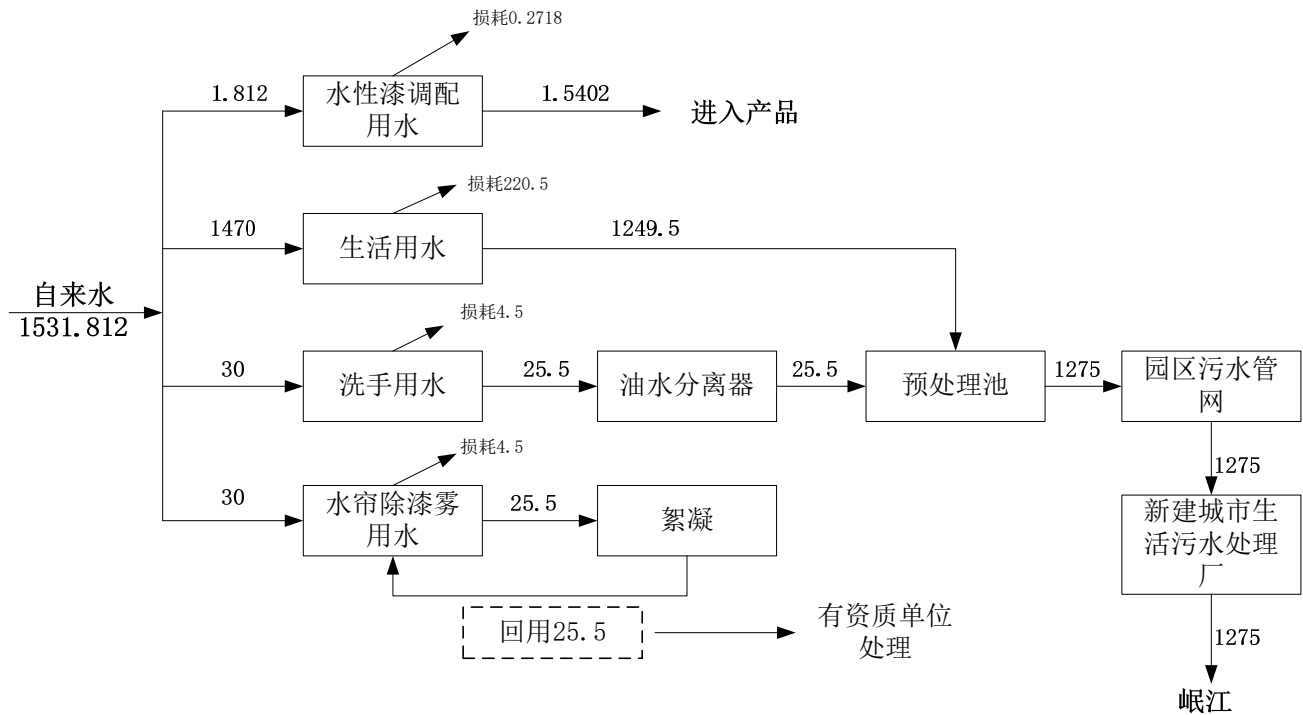 损耗0.2718
1.812
水性漆调配
用水
1.5402
进入产品
损耗220.5
1470
生活用水
1249.5
自来水
1531.812
损耗4.5
30
洗手用水
25.5
油水分离器
25.5
预处理池
1275
园区污水管
网
损耗4.5
1275
30
水帘除漆雾
用水
25.5
絮凝
新建城市生
活污水处理
厂
回用25.5
有资质单位
处理
1275
岷江